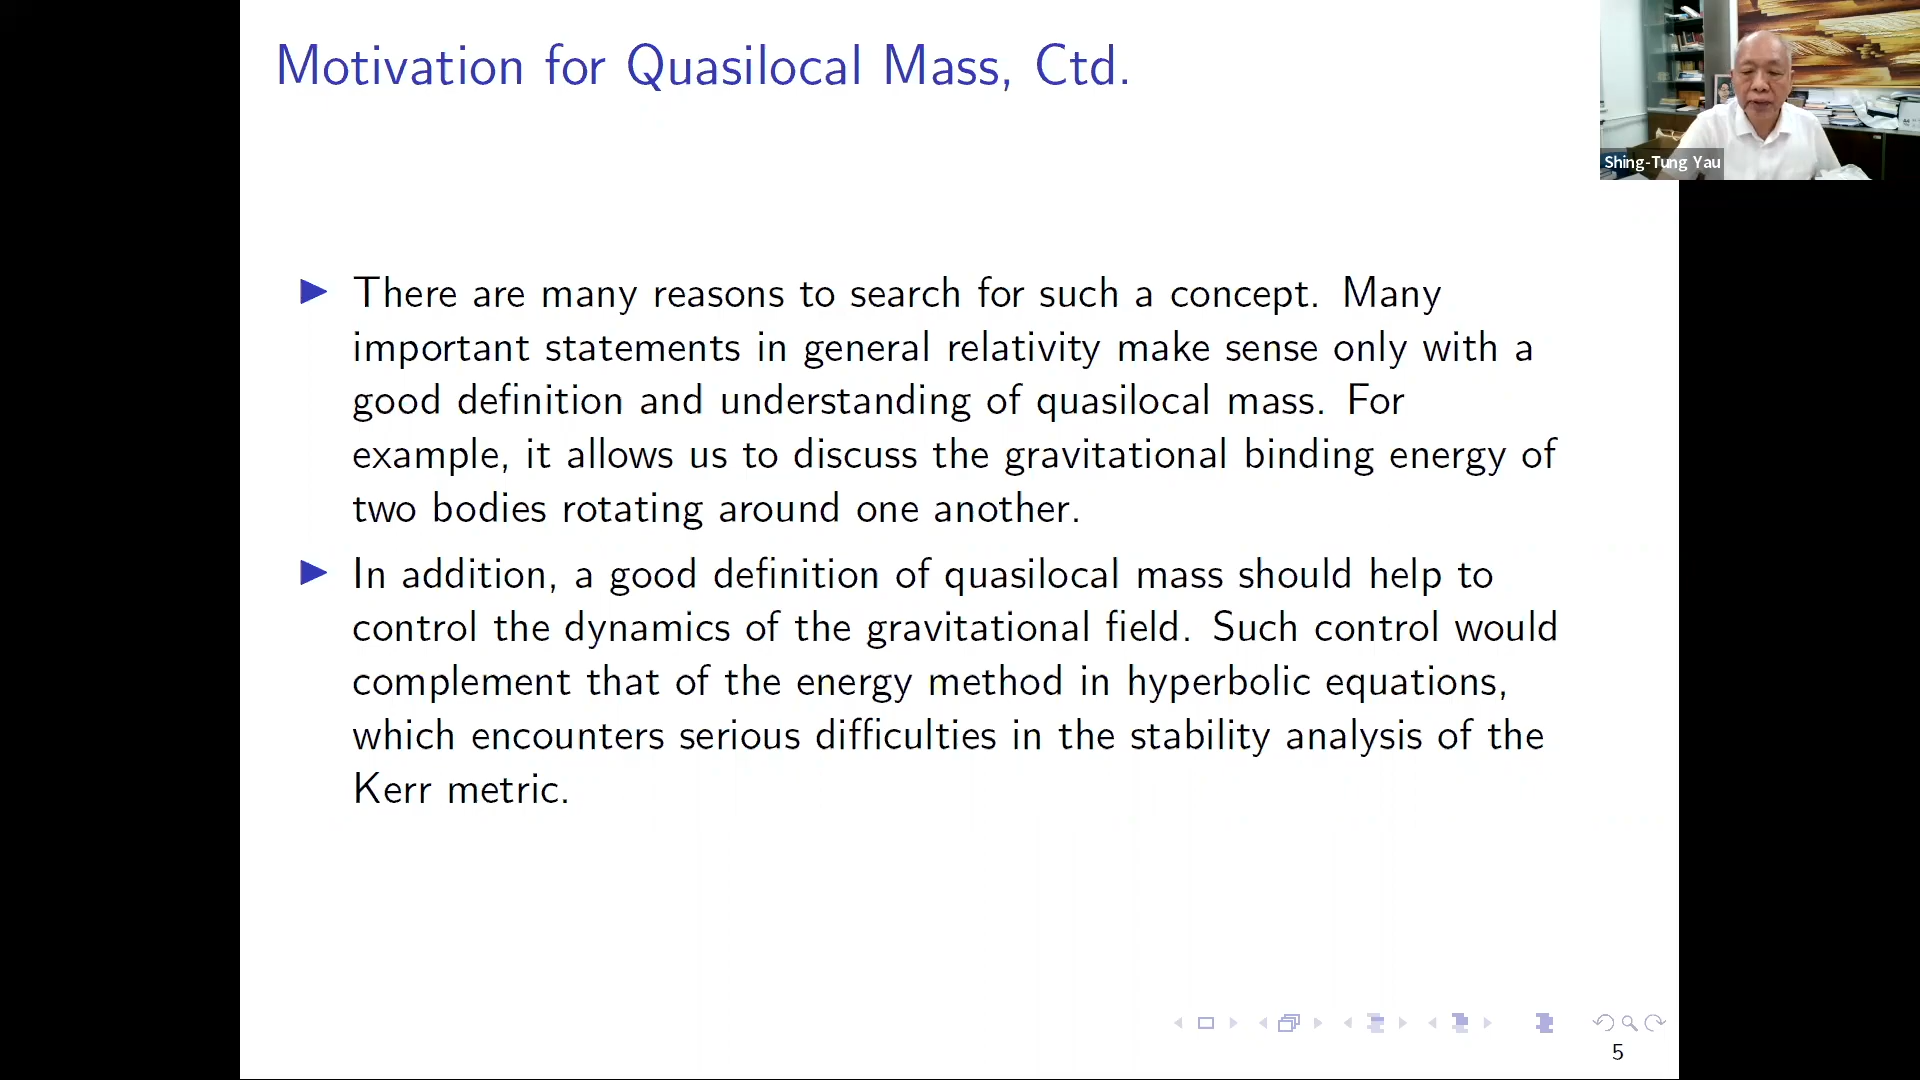 Motivation for Quasilocal Mass, Ctd.
Shing-Tung Yau
There are many reasons to search for such a concept. Many
important statements in general relativity make sense only with a
good definition and understanding of quasilocal mass. For
example, it allows us to discuss the gravitational binding energy of
two bodies rotating around one another.
In addition, a good definition of quasilocal mass should help to
control the dynamics of the gravitational field. Such control would
complement that of the energy method in hyperbolic equations,
which encounters serious difficulties in the stability analysis of the
Kerr metric.
5